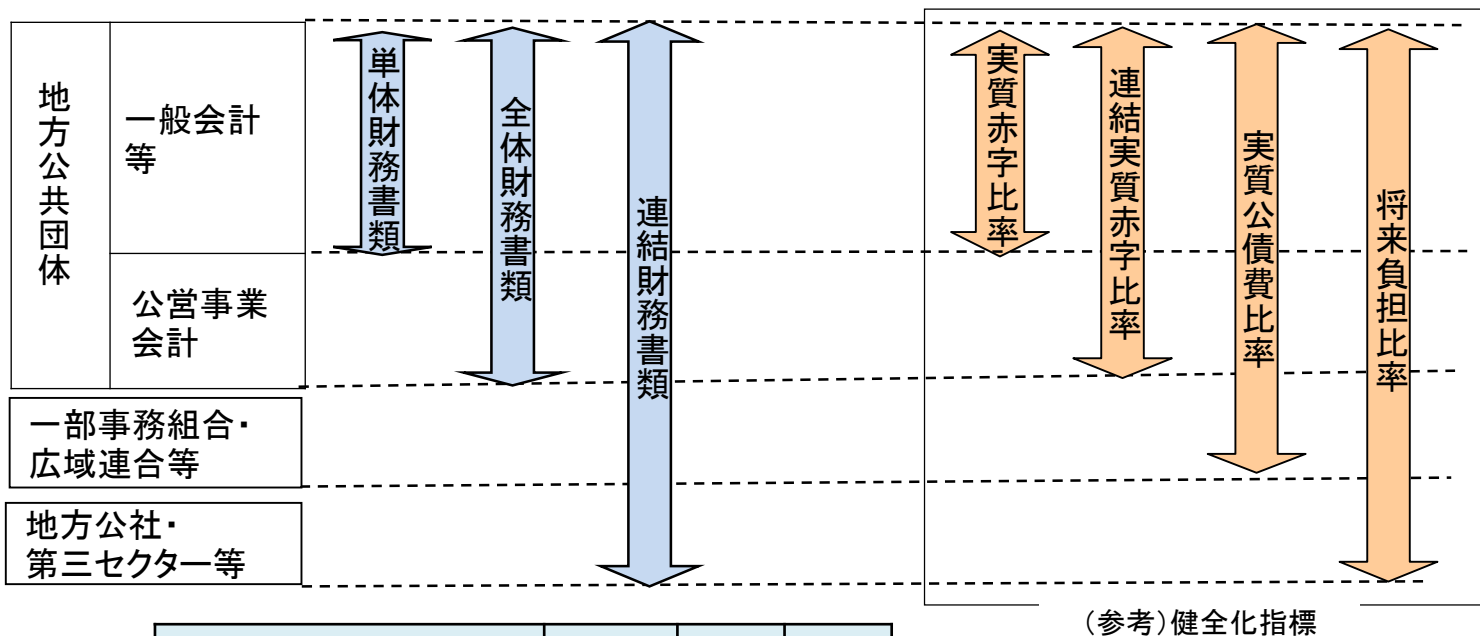 地方公共団体
一般会計
等
公営事業
会計
一部事務組合・
広域連合等
地方公社・
第三セクター等
単体財務書類
全体財務書類
連結財務書類
実質赤字比率
連結実質赤字比率
実質公債費比率
将来負担比率
（参考）健全化指標